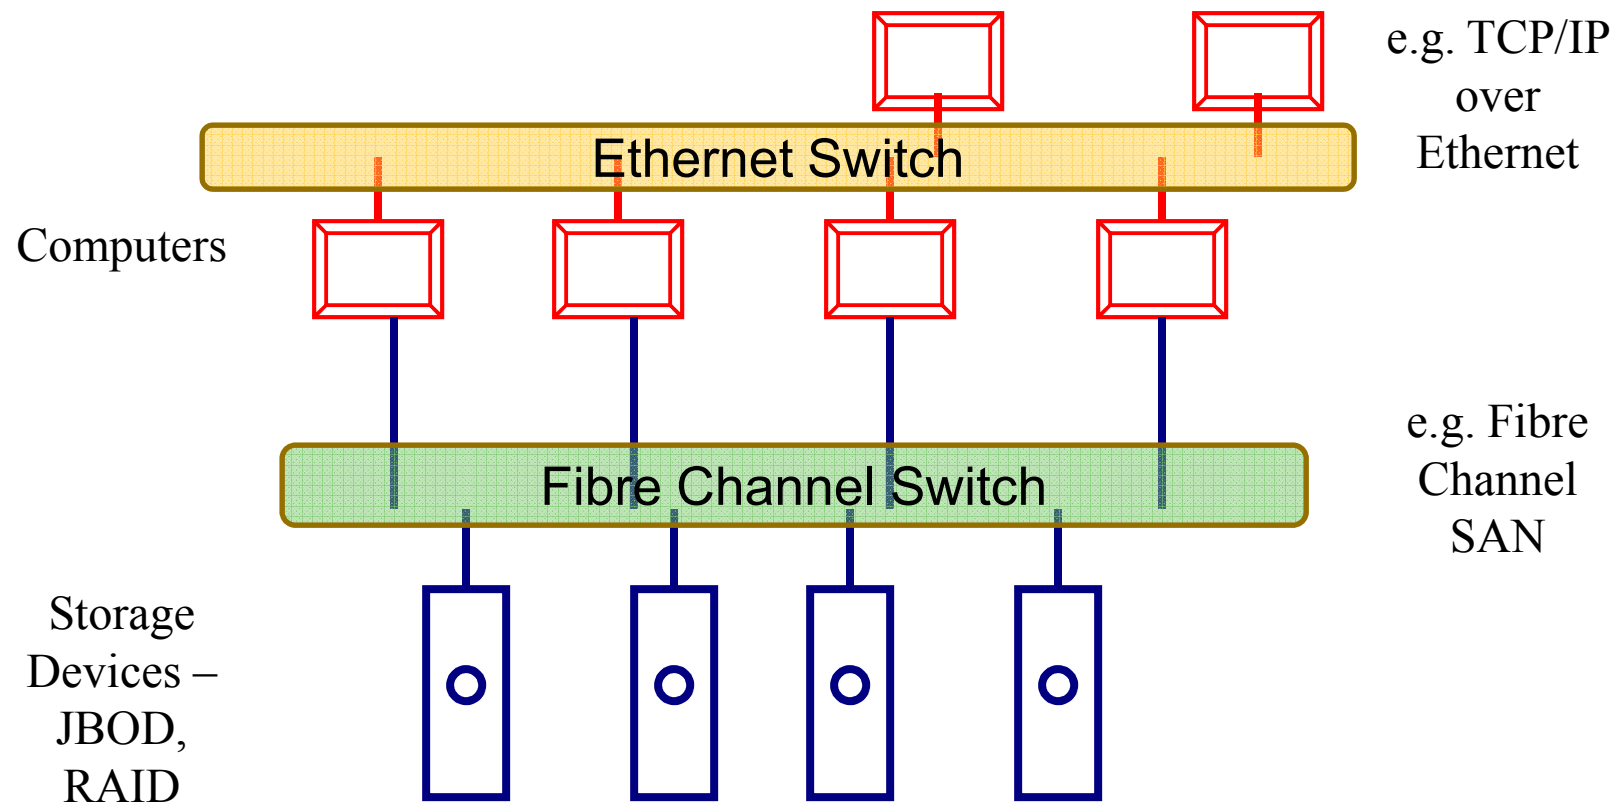 e.g. TCP/IP
over
Ethernet
Ethernet Switch
Computers
e.g. Fibre
Channel
SAN
Fibre Channel Switch
Storage
Devices –
JBOD,
RAID